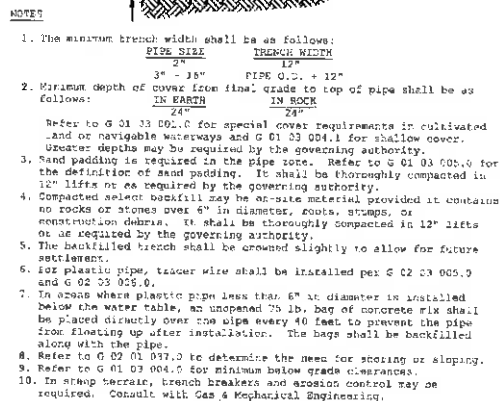 NOTES
1. The minimum trench width shall be as follows:
PIPE SIZE TRENCH WIDTH
2" 12"
3" - 16" PIPE O.D. + 12"
2. Minimum depth of cover from final grade to top of pipe shall be as
follows: IN EARTH IN ROCK
24" 24"
Refer to G 01 03 001.0 for special cover requirements in cultivated
land or navigable waterways and G 01 03 004.1 for shallow cover.
Greater depths may be required by the governing authority.
3. Sand padding is required in the pipe zone. Refer to G 01 03 005.0 for
the definition of sand padding. It shall be thoroughly compacted in
12" lifts or as required by the governing authority.
4. Compacted select backfill may be on-site material provided it contains
no rocks or stones over 6" in diameter, roots, stumps, or
construction debris. It shall be thoroughly compacted in 12" lifts
or as required by the governing authority.
5. The backfilled trench shall be crowned slightly to allow for future
settlement.
6. For plastic pipe, tracer wire shall be installed per G 02 03 005.0
and G 02 03 006.0.
7. In areas where plastic pipe less than 6" in diameter is installed
below the water table, an unopened 75 lb. bag of concrete mix shall
be placed directly over the pipe every 40 feet to prevent the pipe
from floating up after installation. The bags shall be backfilled
along with the pipe.
8. Refer to G 02 01 037.0 to determine the need for shoring or sloping.
9. Refer to G 01 03 004.0 for minimum below grade clearances.
10. In steep terrain, trench breakers and erosion control may be
required. Consult with Gas & Mechanical Engineering.